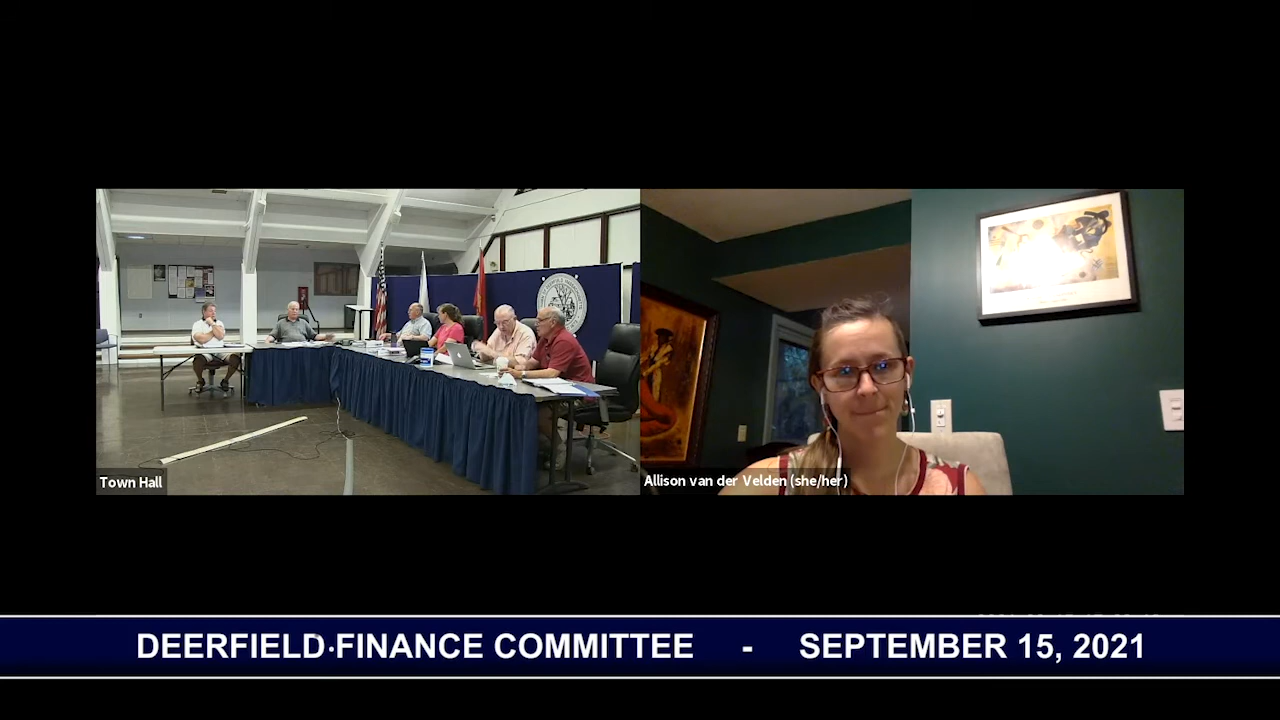 Town Hall
Allison van der Velden (she/her)
DEERFIELD·FINANCE COMMITTEE - SEPTEMBER 15, 2021